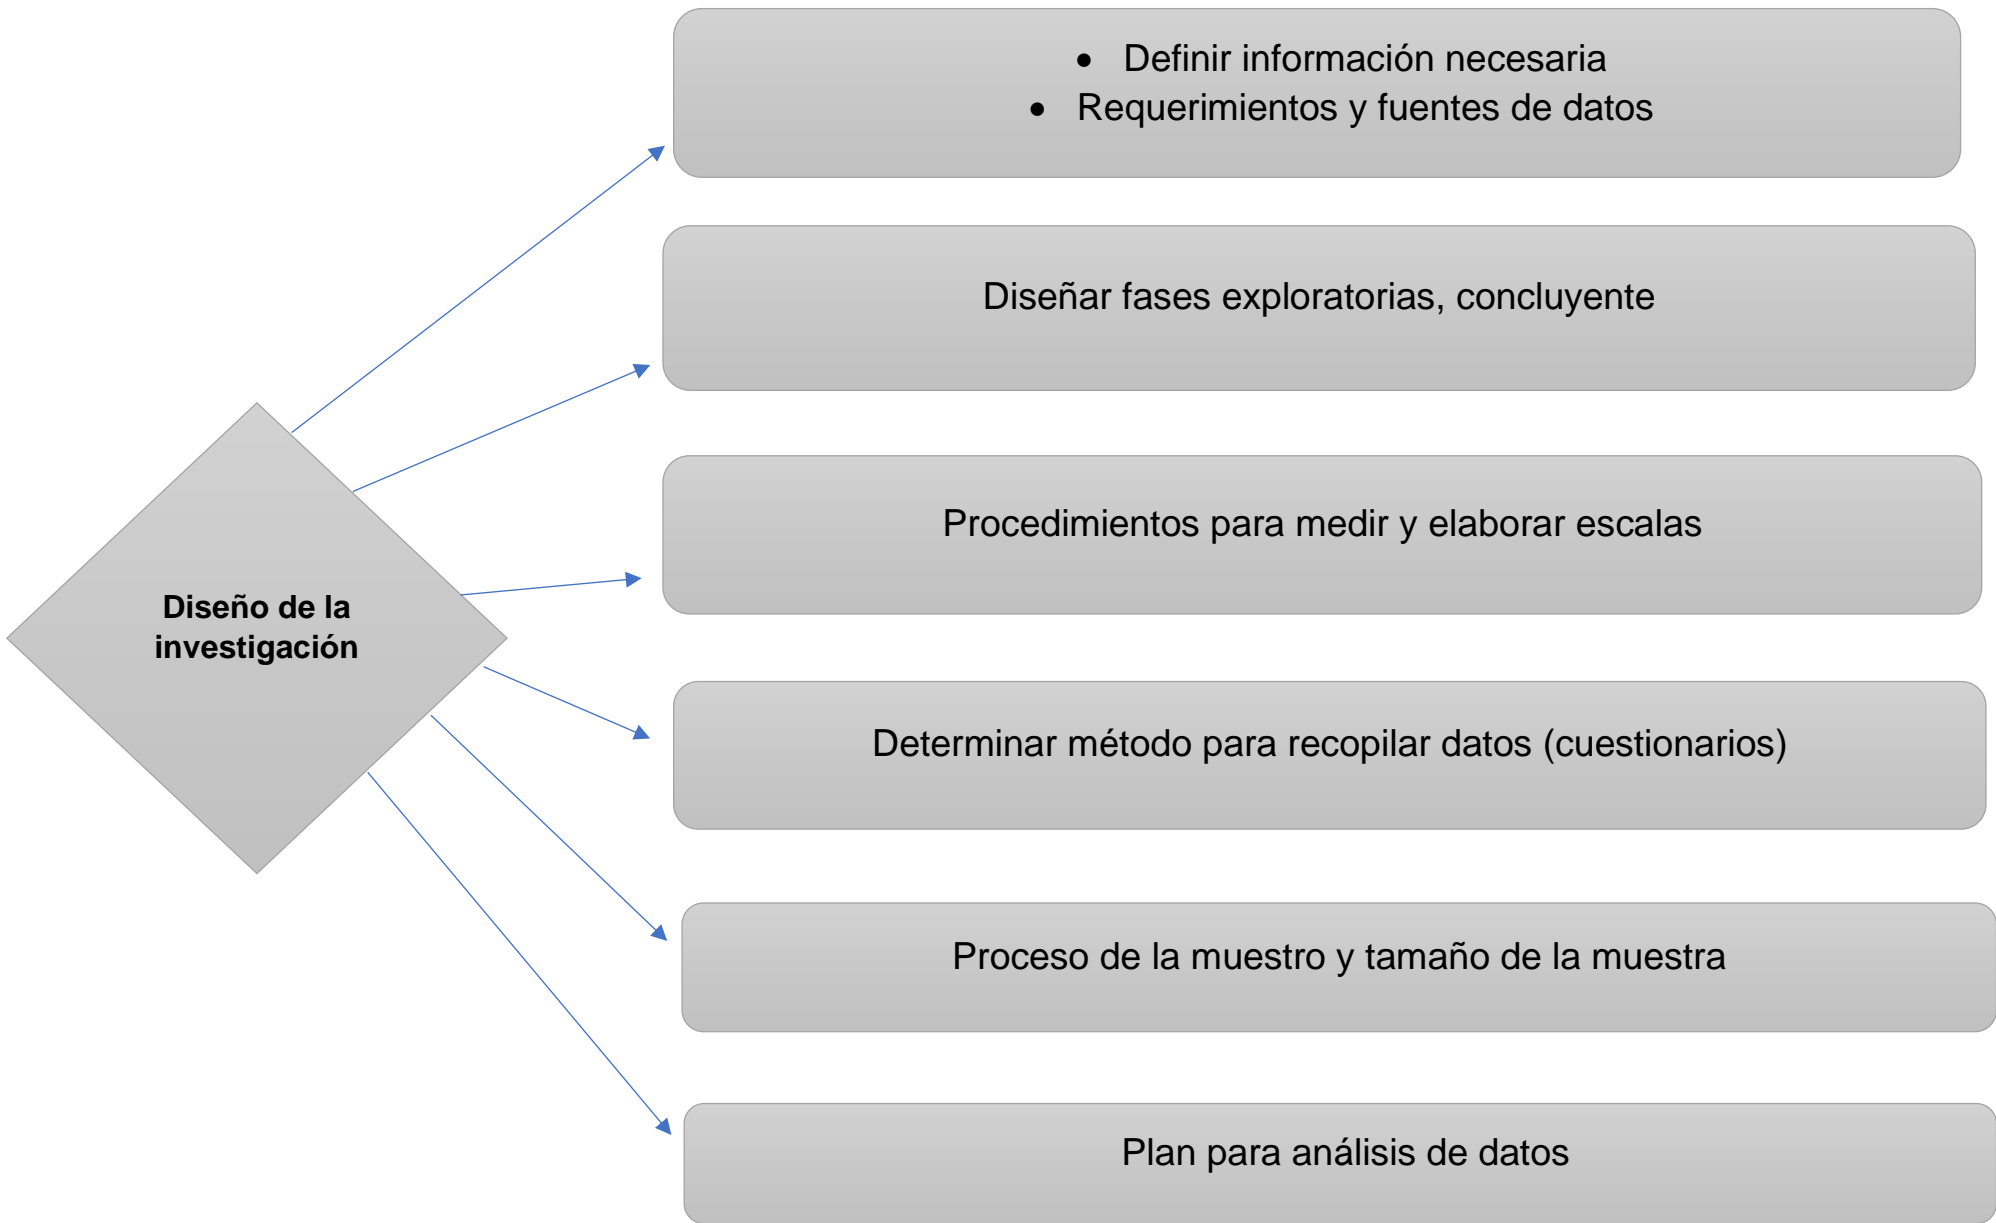 • Definir información necesaria
• Requerimientos y fuentes de datos
Diseñar fases exploratorias, concluyente
Procedimientos para medir y elaborar escalas
Diseño de la
investigación
Determinar método para recopilar datos (cuestionarios)
Proceso de la muestro y tamaño de la muestra
Plan para análisis de datos